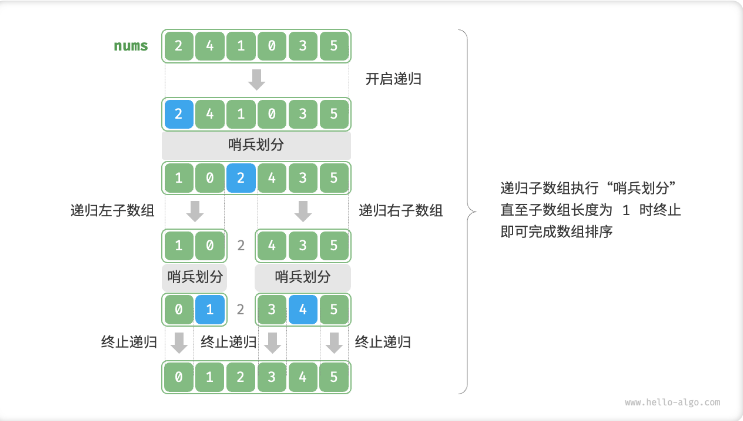 nums 2 4 1 0 3 5
开启递归
2 4 1 0 3 5
哨兵划分
1 0 2 4 3 5
递归左子数组 递归右子数组
1 0 2 4 3 5
哨兵划分 哨兵划分
0 1 2 3 4 5
终止递归 终止递归 终止递归
0 1 2 3 4 5
递归子数组执行“哨兵划分”
直至子数组长度为 1 时终止
即可完成数组排序
www.hello-algo.com